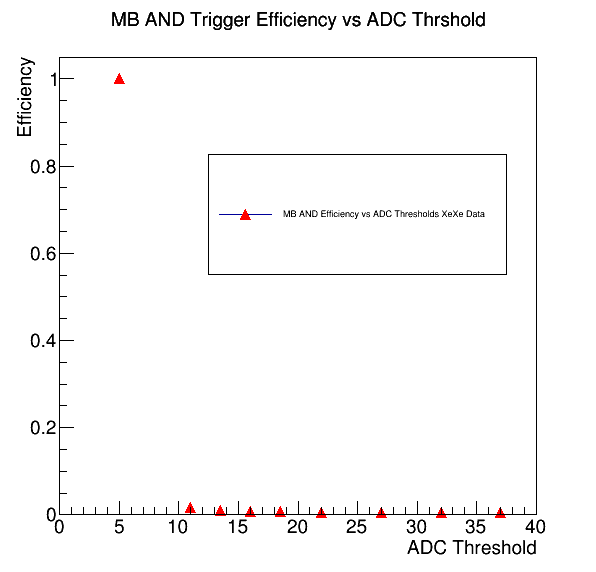 MB AND Trigger Efficiency vs ADC Thrshold
Efficiency
1
0.8
0.6
0.4
0.2
0
MB AND Efficiency vs ADC Thresholds XeXe Data
0 5 10 15 20 25 30 35 40
ADC Threshold